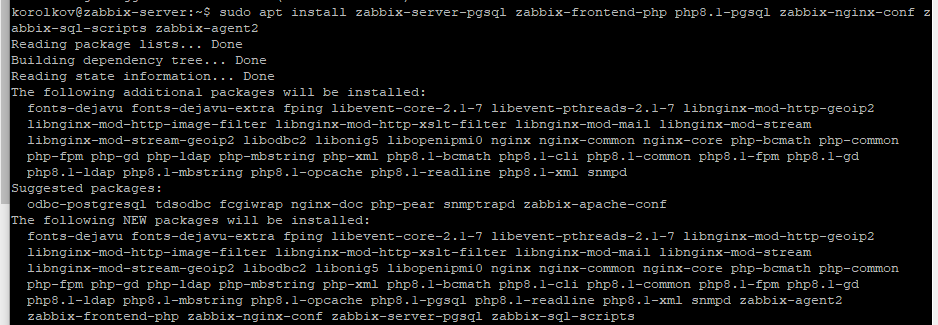 korolkov@zabbix-server:~$ sudo apt install zabbix-server-pgsql zabbix-frontend-php php8.1-pgsql zabbix-nginx-conf z
abbix-sql-scripts zabbix-agent2
Reading package lists... Done
Building dependency tree... Done
Reading state information... Done
The following additional packages will be installed:
  fonts-dejavu fonts-dejavu-extra fping libevent-core-2.1-7 libevent-pthreads-2.1-7 libnginx-mod-http-geoip2
  libnginx-mod-http-image-filter libnginx-mod-http-xslt-filter libnginx-mod-mail libnginx-mod-stream
  libnginx-mod-stream-geoip2 libodbc2 libonig5 libopenipmi0 nginx nginx-common nginx-core php-bcmath php-common
  php-fpm php-gd php-ldap php-mbstring php-xml php8.1-bcmath php8.1-cli php8.1-common php8.1-fpm php8.1-gd
  php8.1-ldap php8.1-mbstring php8.1-opcache php8.1-readline php8.1-xml snmpd
Suggested packages:
  odbc-postgresql tdsodbc fcgiwrap nginx-doc php-pear snmptrapd zabbix-apache-conf
The following NEW packages will be installed:
  fonts-dejavu fonts-dejavu-extra fping libevent-core-2.1-7 libevent-pthreads-2.1-7 libnginx-mod-http-geoip2
  libnginx-mod-http-image-filter libnginx-mod-http-xslt-filter libnginx-mod-mail libnginx-mod-stream
  libnginx-mod-stream-geoip2 libodbc2 libonig5 libopenipmi0 nginx nginx-common nginx-core php-bcmath php-common
  php-fpm php-gd php-ldap php-mbstring php-xml php8.1-bcmath php8.1-cli php8.1-common php8.1-fpm php8.1-gd
  php8.1-ldap php8.1-mbstring php8.1-opcache php8.1-pgsql php8.1-readline php8.1-xml snmpd zabbix-agent2
  zabbix-frontend-php zabbix-nginx-conf zabbix-server-pgsql zabbix-sql-scripts